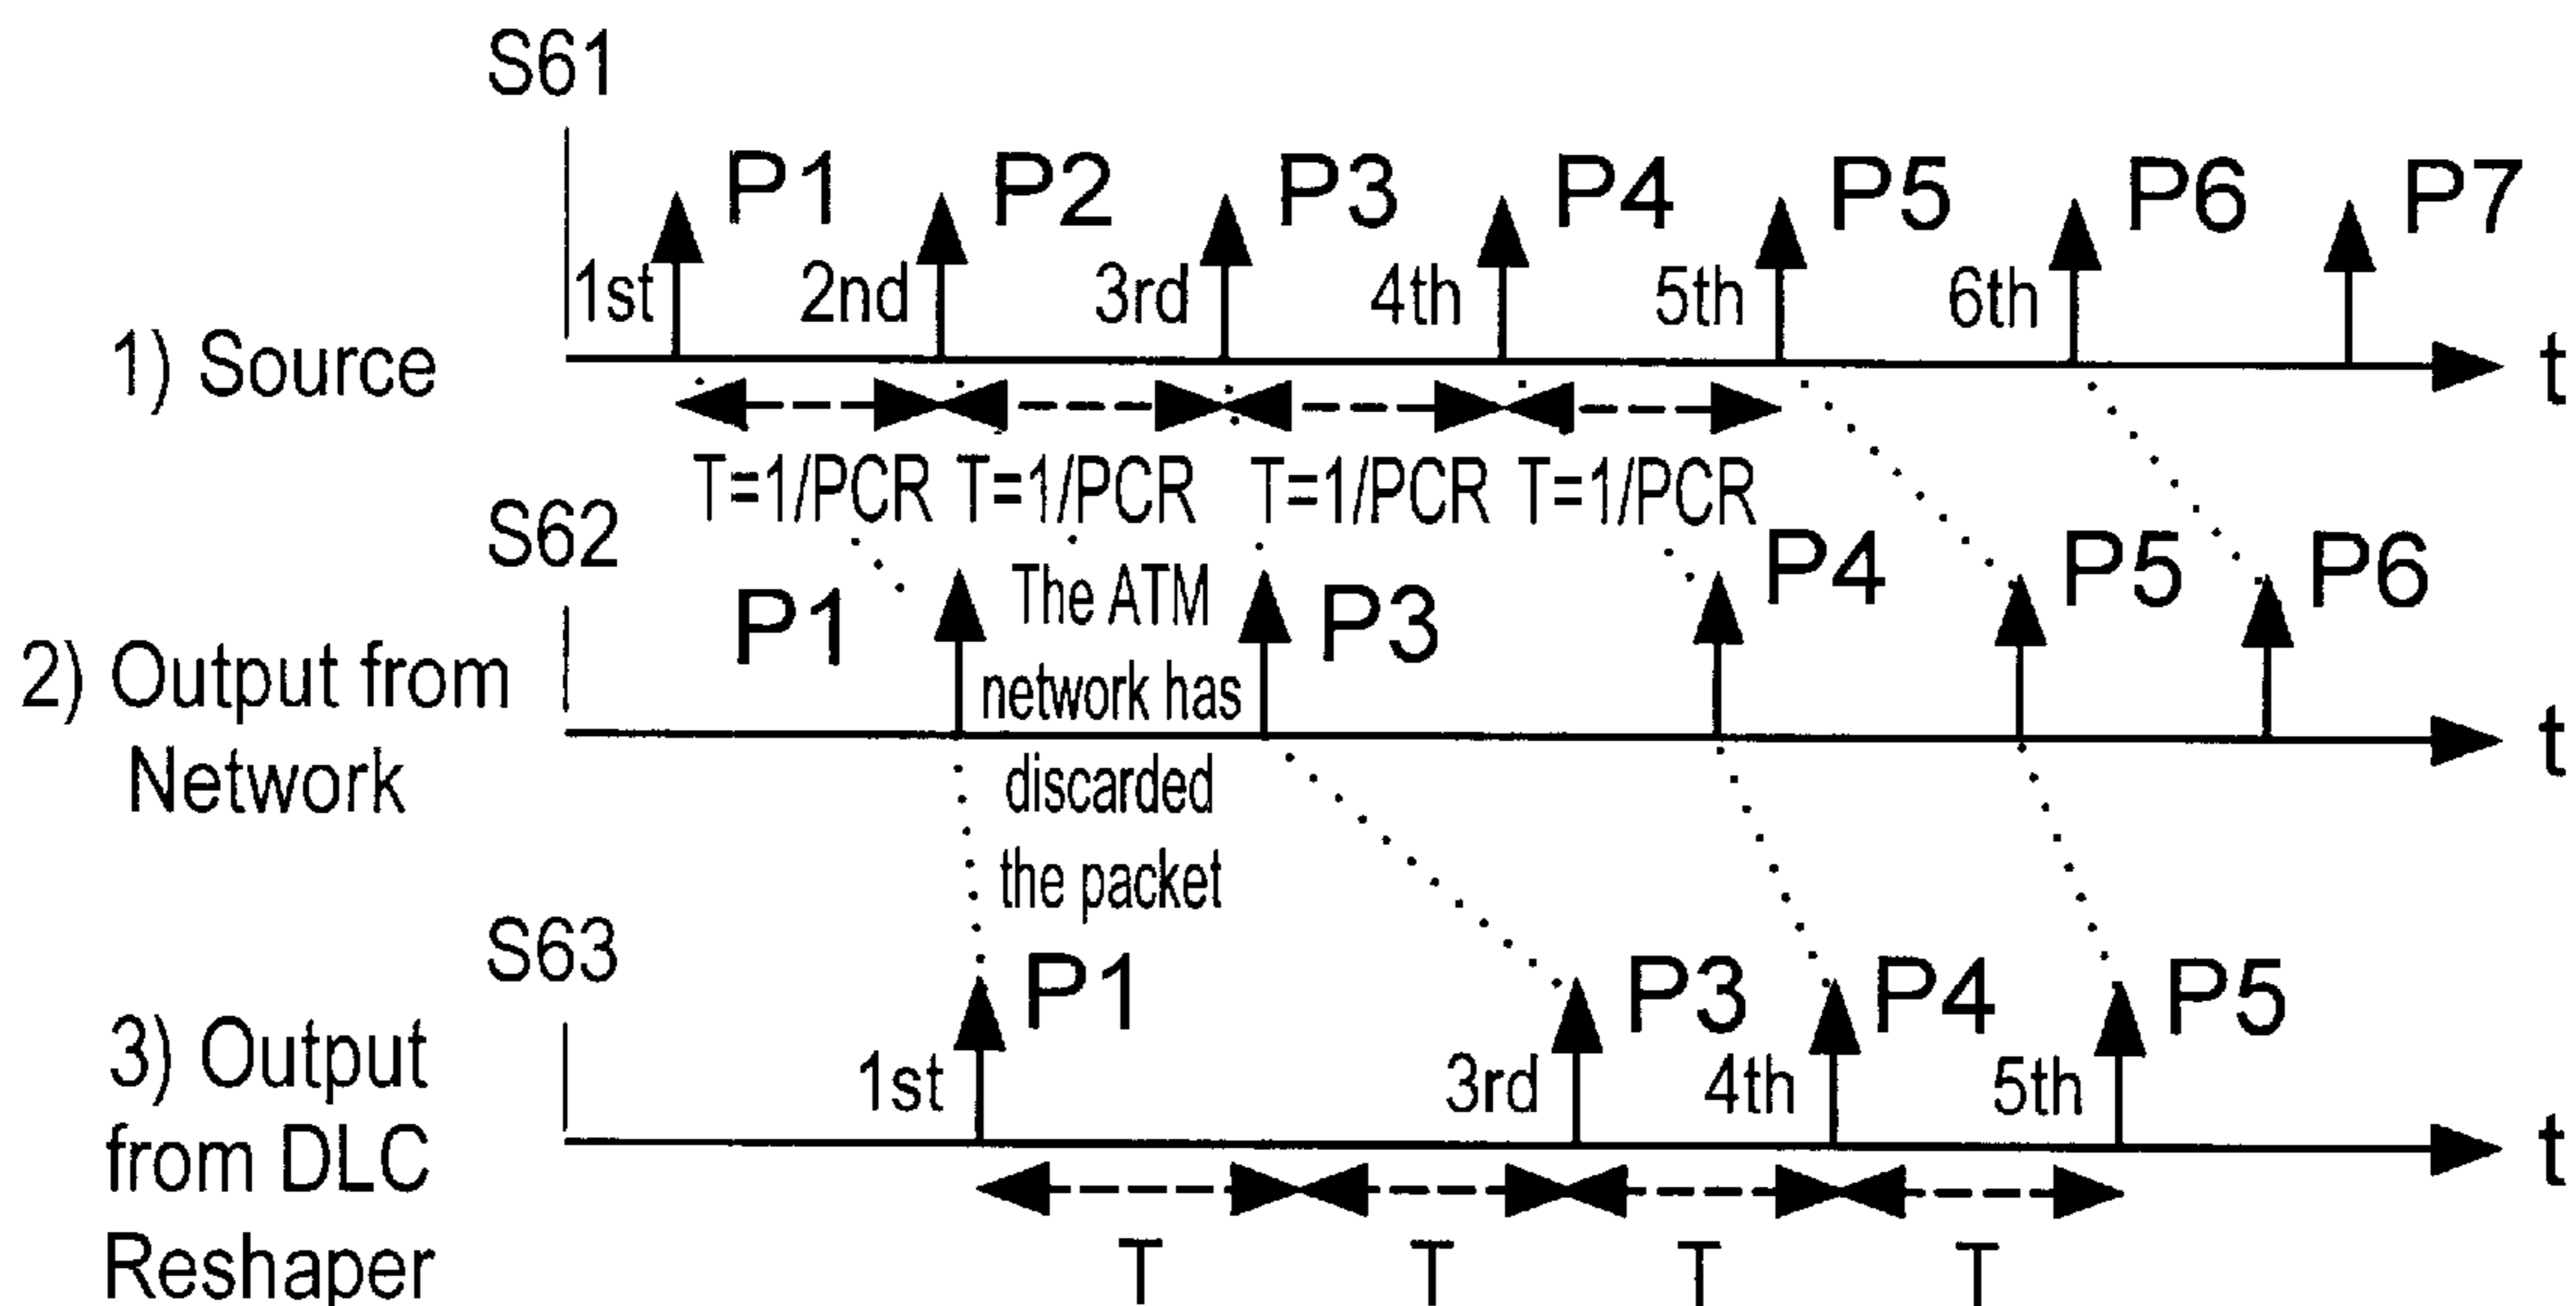 S61
P1 P2 P3 P4 P5 P6 P7
1st 2nd 3rd 4th 5th 6th
1) Source
t
T=1/PCR T=1/PCR T=1/PCR T=1/PCR
S62
P1 P3 P4 P5 P6
The ATM
network has
discarded
the packet
2) Output from
Network
t
S63
P1 P3 P4 P5
1st 3rd 4th 5th
3) Output
from DLC
Reshaper
t
T T T T